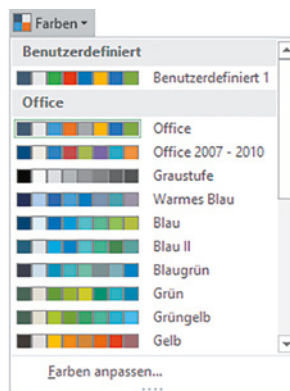 Farben
Benutzerdefiniert
Benutzerdefiniert 1
Office
Office
Office 2007 - 2010
Graustufe
Warmes Blau
Blau
Blau II
Blaugrün
Grün
Grüngelb
Gelb
Farben anpassen...